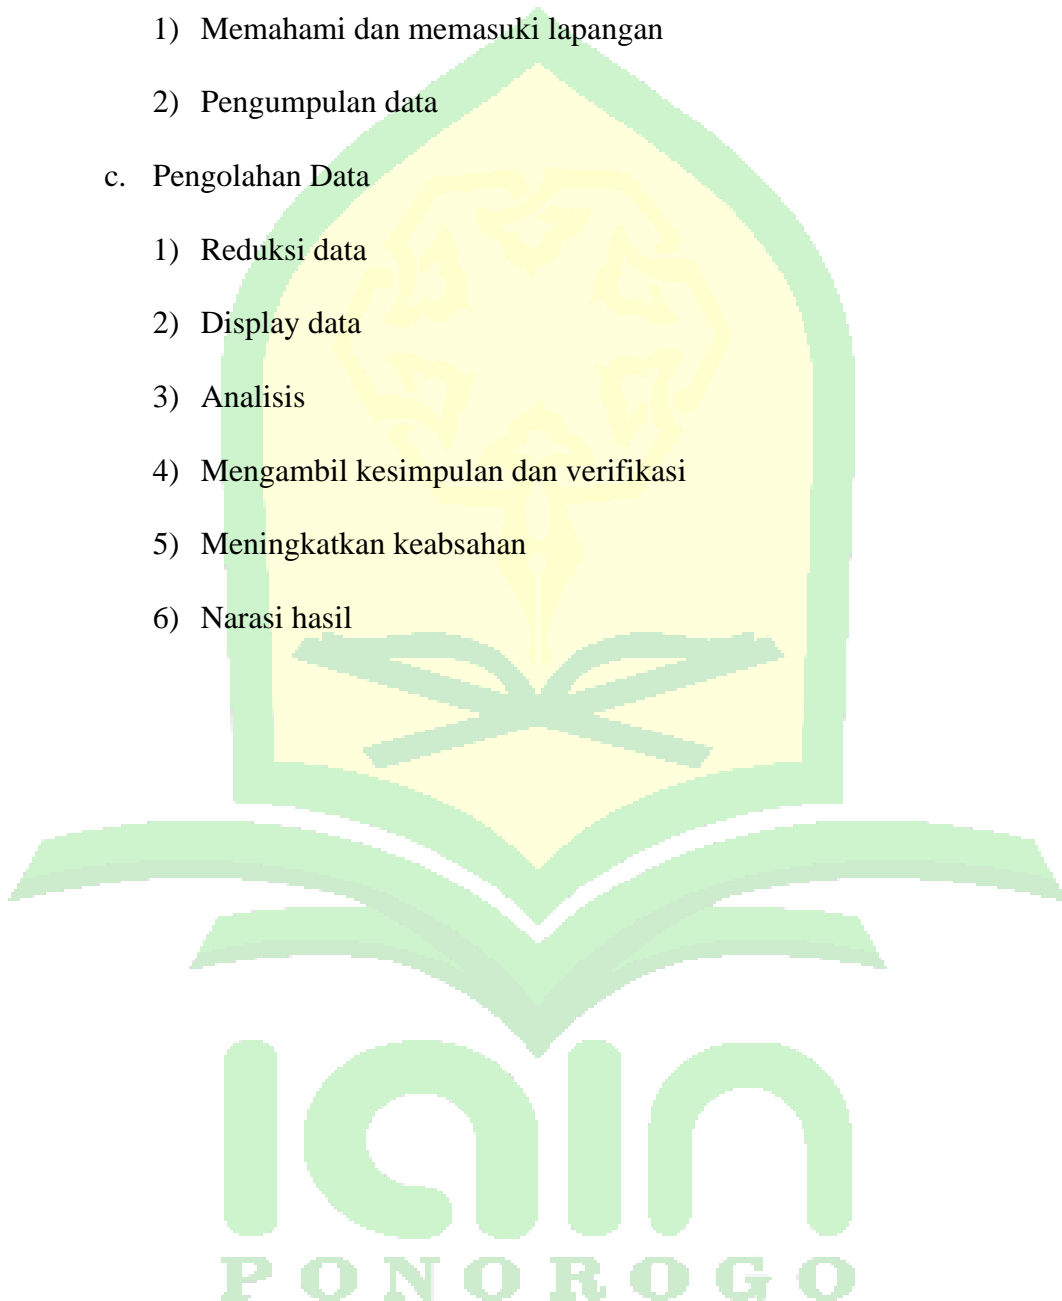 1) Memahami dan memasuki lapangan
2) Pengumpulan data
c. Pengolahan Data
1) Reduksi data
2) Display data
3) Analisis
4) Mengambil kesimpulan dan verifikasi
5) Meningkatkan keabsahan
6) Narasi hasil
iain
PONOROGO